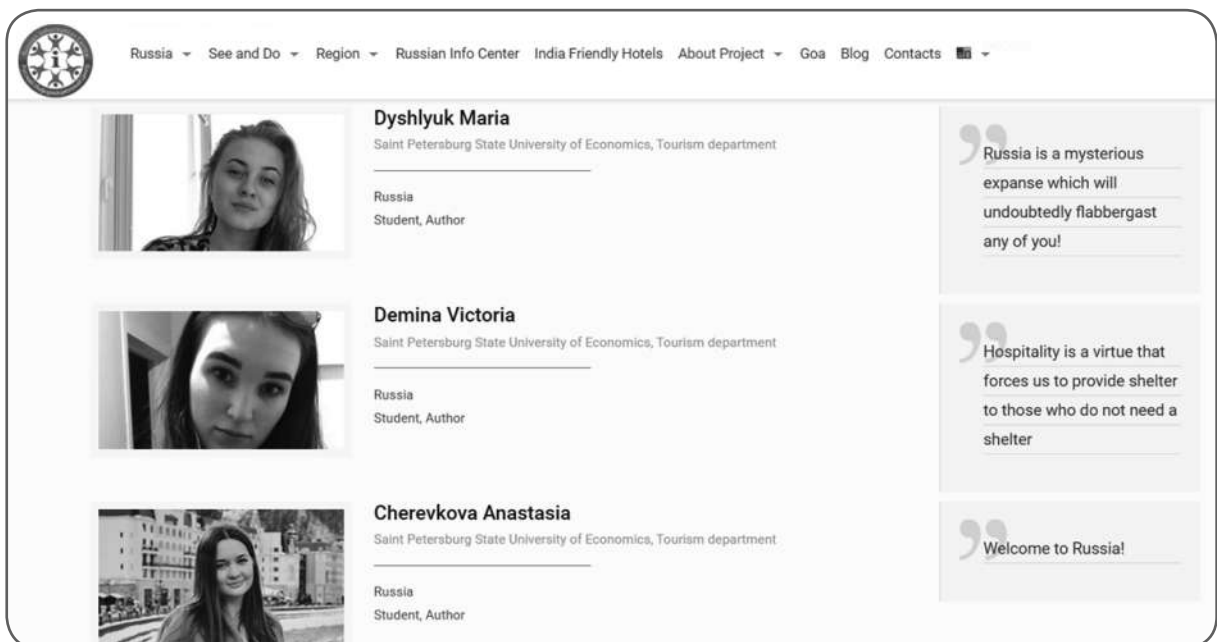 Russia See and Do Region Russian Info Center India Friendly Hotels About Project Goa Blog Contacts
Dyshlyuk Maria
Saint Petersburg State University of Economics, Tourism department
Russia
Student, Author
Russia is a mysterious
expanse which will
undoubtedly flabbergast
any of you!
Demina Victoria
Saint Petersburg State University of Economics, Tourism department
Russia
Student, Author
Hospitality is a virtue that
forces us to provide shelter
to those who do not need a
shelter
Cherevkova Anastasia
Saint Petersburg State University of Economics, Tourism department
Russia
Student, Author
Welcome to Russia!